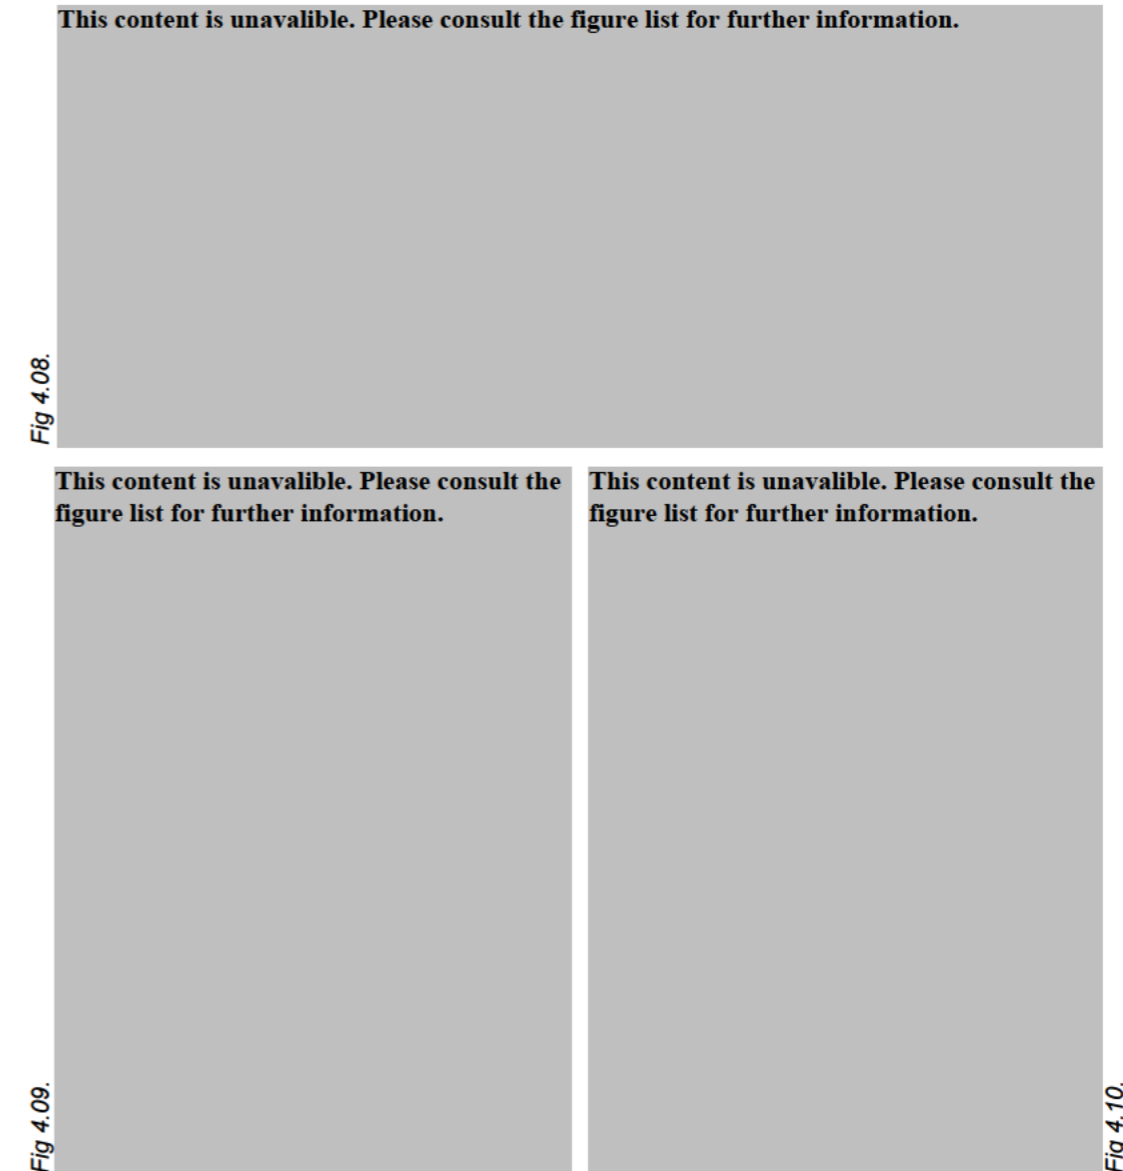 This content is unavalible. Please consult the figure list for further information.
Fig 4.08.
This content is unavalible. Please consult the
figure list for further information.
Fig 4.09.
This content is unavalible. Please consult the
figure list for further information.
Fig 4.10.